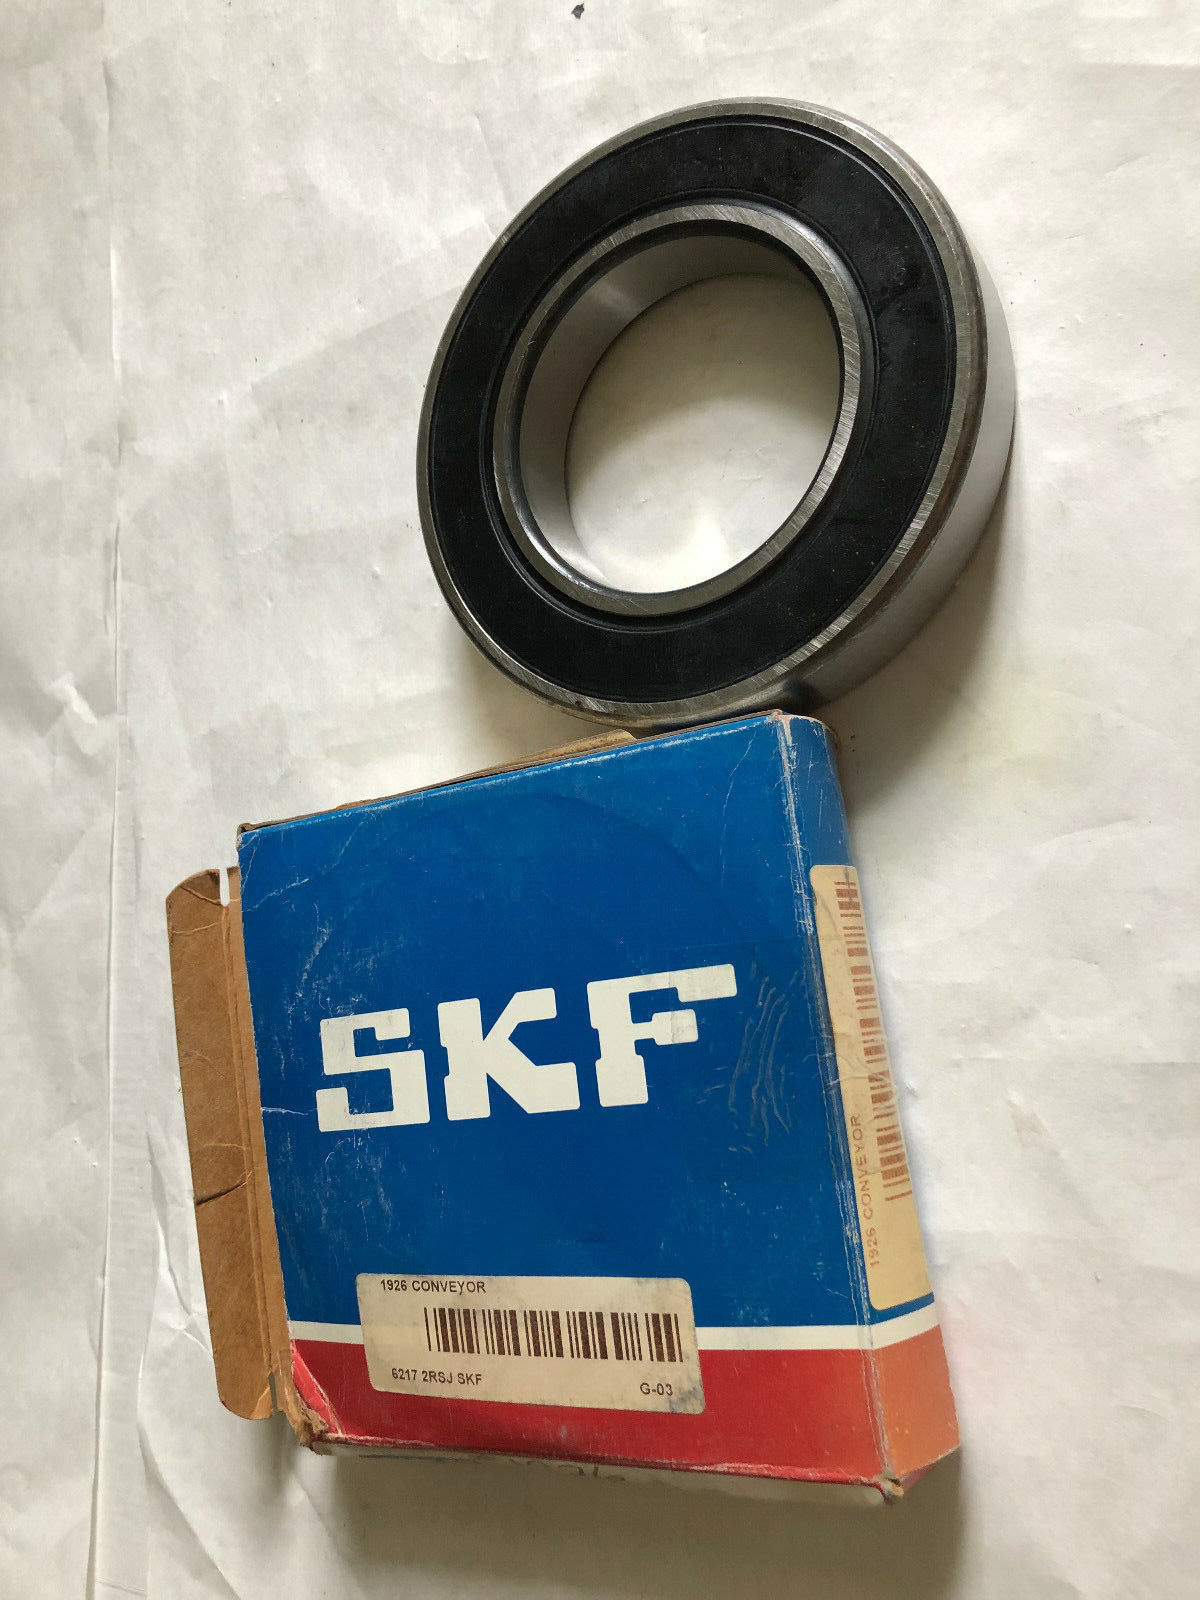 SKF
1926 CONVEYOR
6217 2RSJ SKF
G-03
1926 CONVEYOR